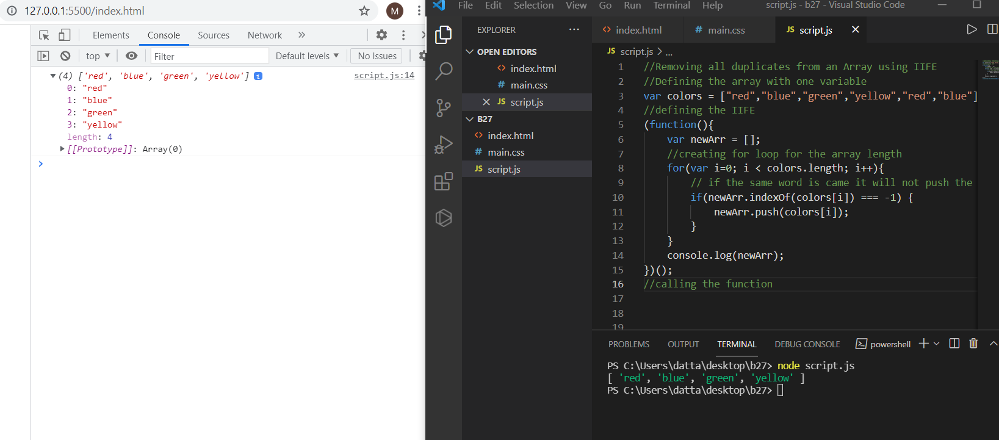 127.0.0.1:5500/index.html
M
Elements Console Sources Network
top Filter Default levels No Issues
(4) ['red', 'blue', 'green', 'yellow'] i script.js:14
0: "red"
1: "blue"
2: "green"
3: "yellow"
length: 4
[[Prototype]]: Array(0)
File Edit Selection View Go Run Terminal Help script.js - b27 - Visual Studio Code
EXPLORER
OPEN EDITORS
index.html
main.css
JS script.js
B27
index.html
main.css
JS script.js
index.html # main.css JS script.js
JS script.js > ...
1 //Removing all duplicates from an Array using IIFE
2 //Defining the array with one variable
3 var colors = ["red","blue","green","yellow","red","blue"]
4 //defining the IIFE
5 (function(){
6 var newArr = [];
7 //creating for loop for the array length
8 for(var i=0; i < colors.length; i++){
9 // if the same word is came it will not push the
10 if(newArr.indexOf(colors[i]) === -1) {
11 newArr.push(colors[i]);
12 }
13 }
14 console.log(newArr);
15 })();
16 //calling the function
17
18
19
PROBLEMS OUTPUT TERMINAL DEBUG CONSOLE powershell
PS C:\Users\datta\desktop\b27> node script.js
[ 'red', 'blue', 'green', 'yellow' ]
PS C:\Users\datta\desktop\b27>